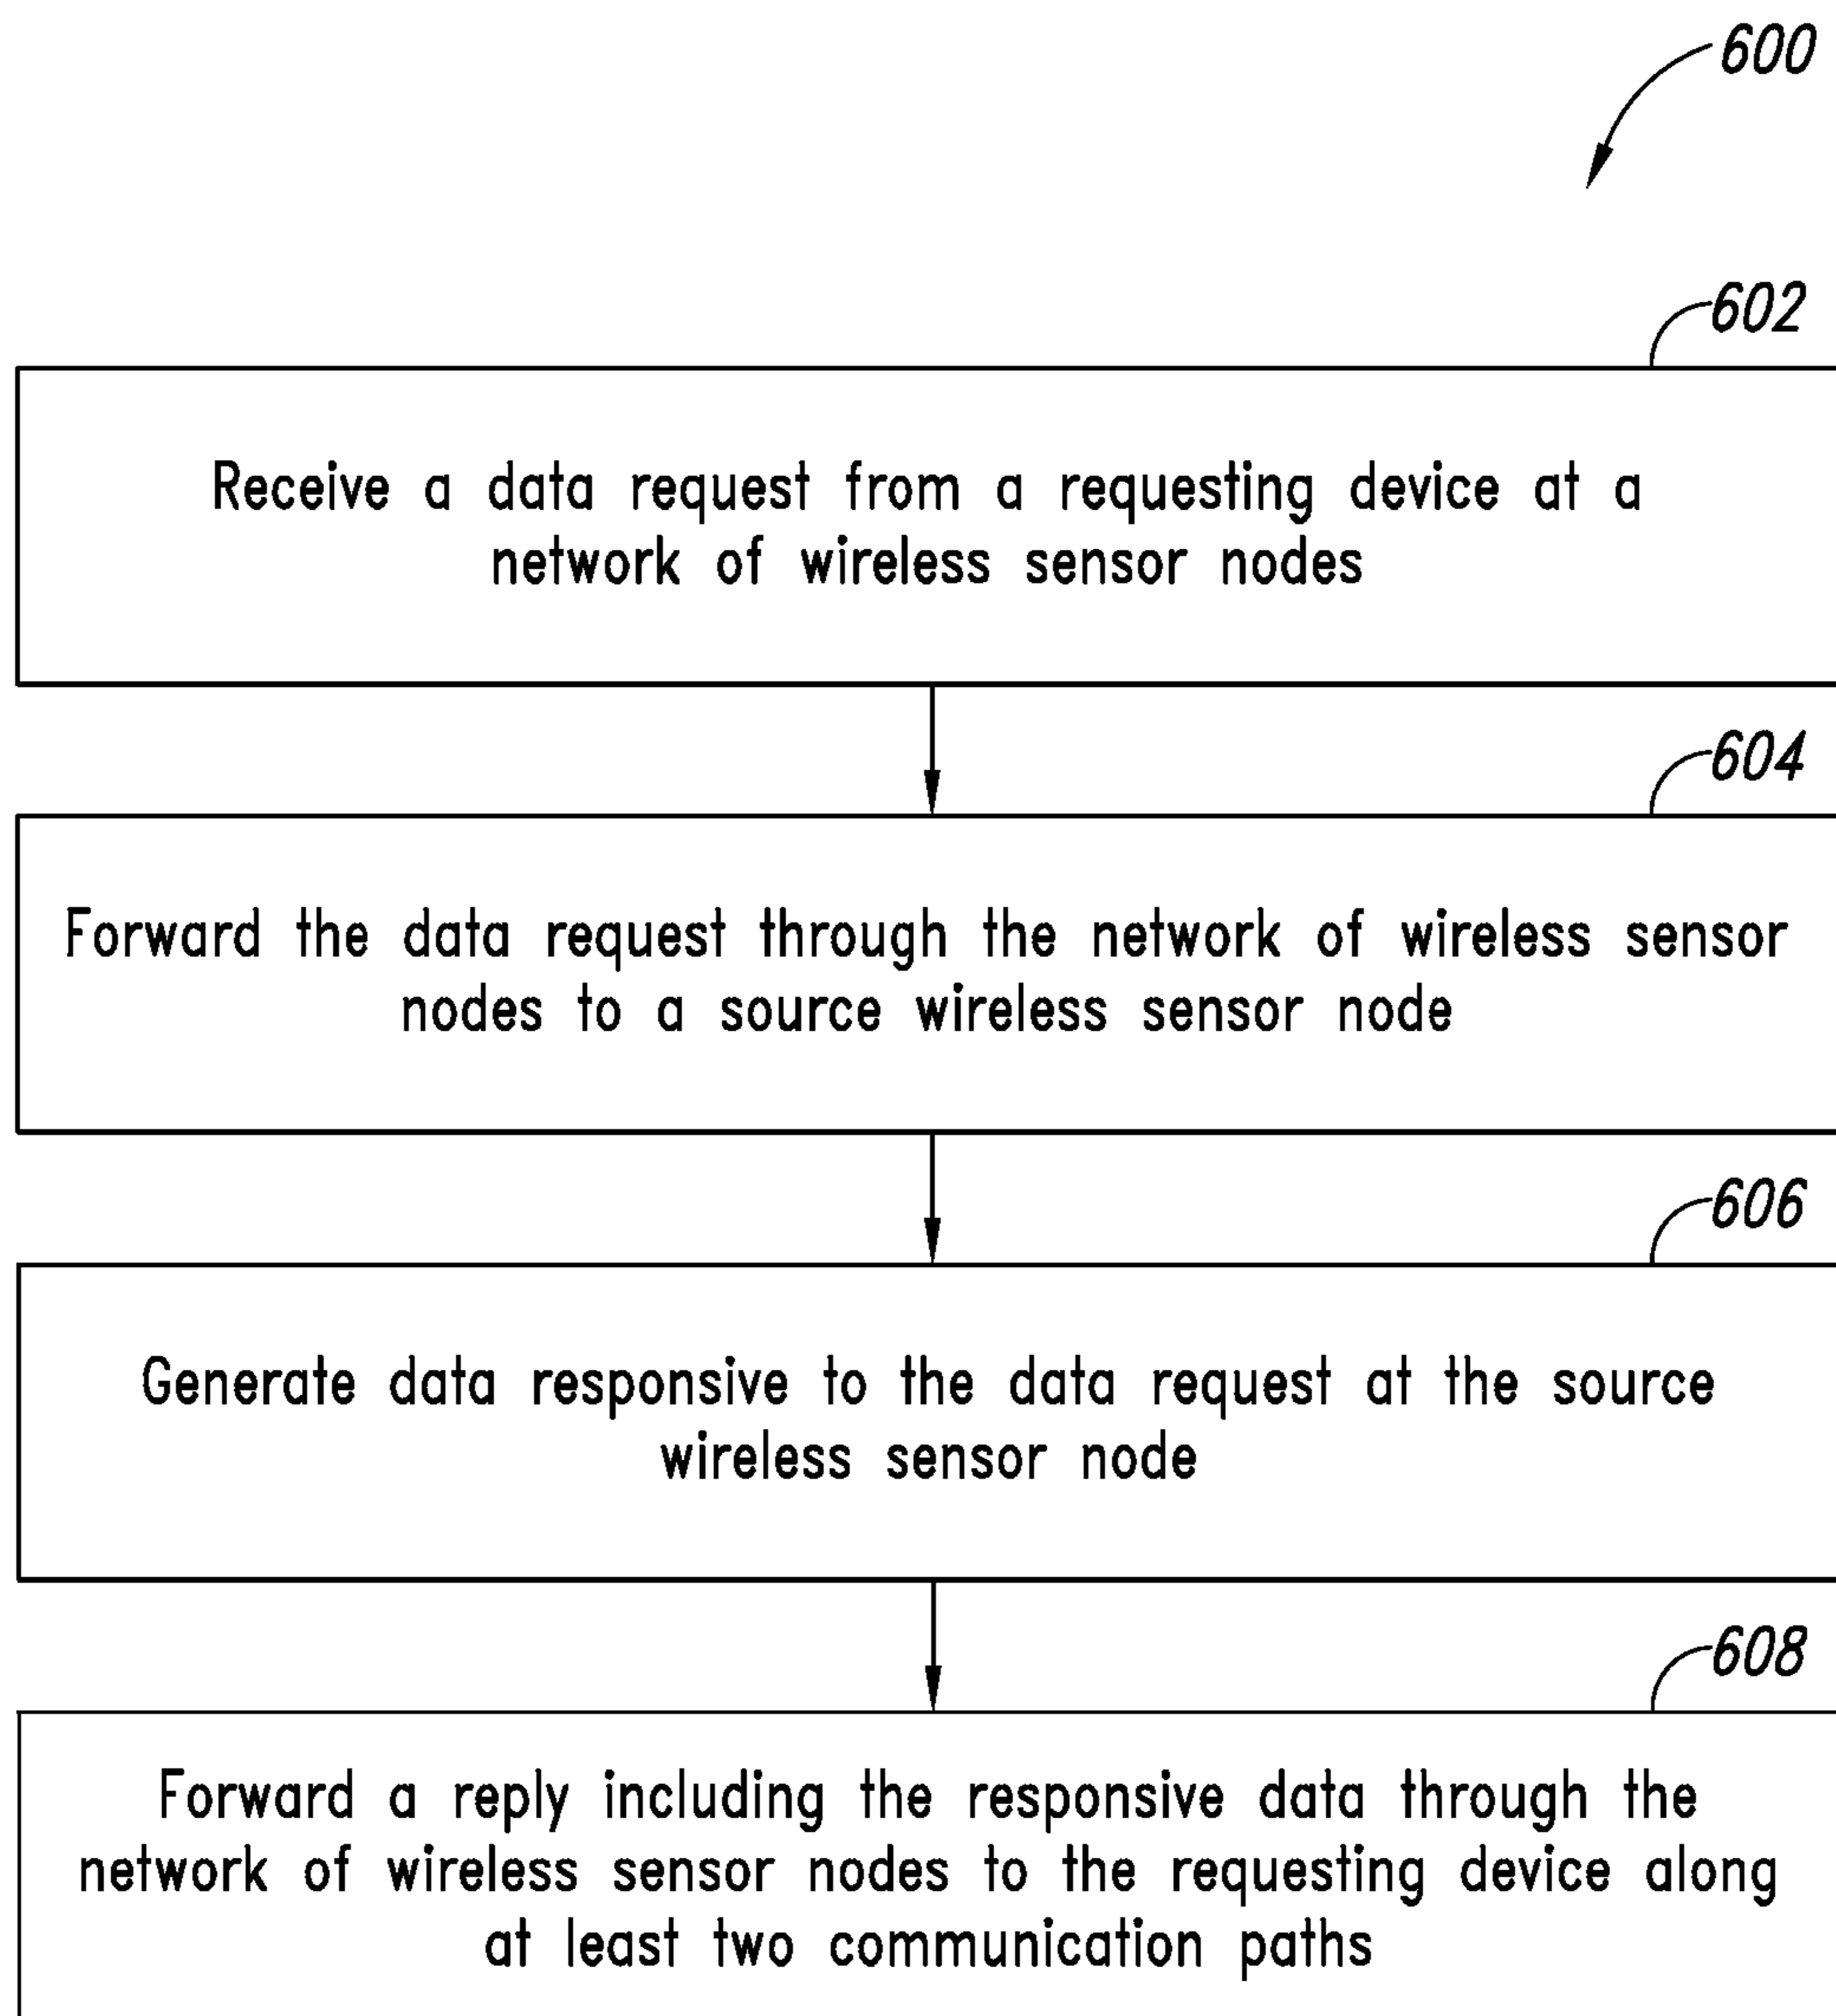 600
602
Receive a data request from a requesting device at a
network of wireless sensor nodes
604
Forward the data request through the network of wireless sensor
nodes to a source wireless sensor node
606
Generate data responsive to the data request at the source
wireless sensor node
608
Forward a reply including the responsive data through the
network of wireless sensor nodes to the requesting device along
at least two communication paths